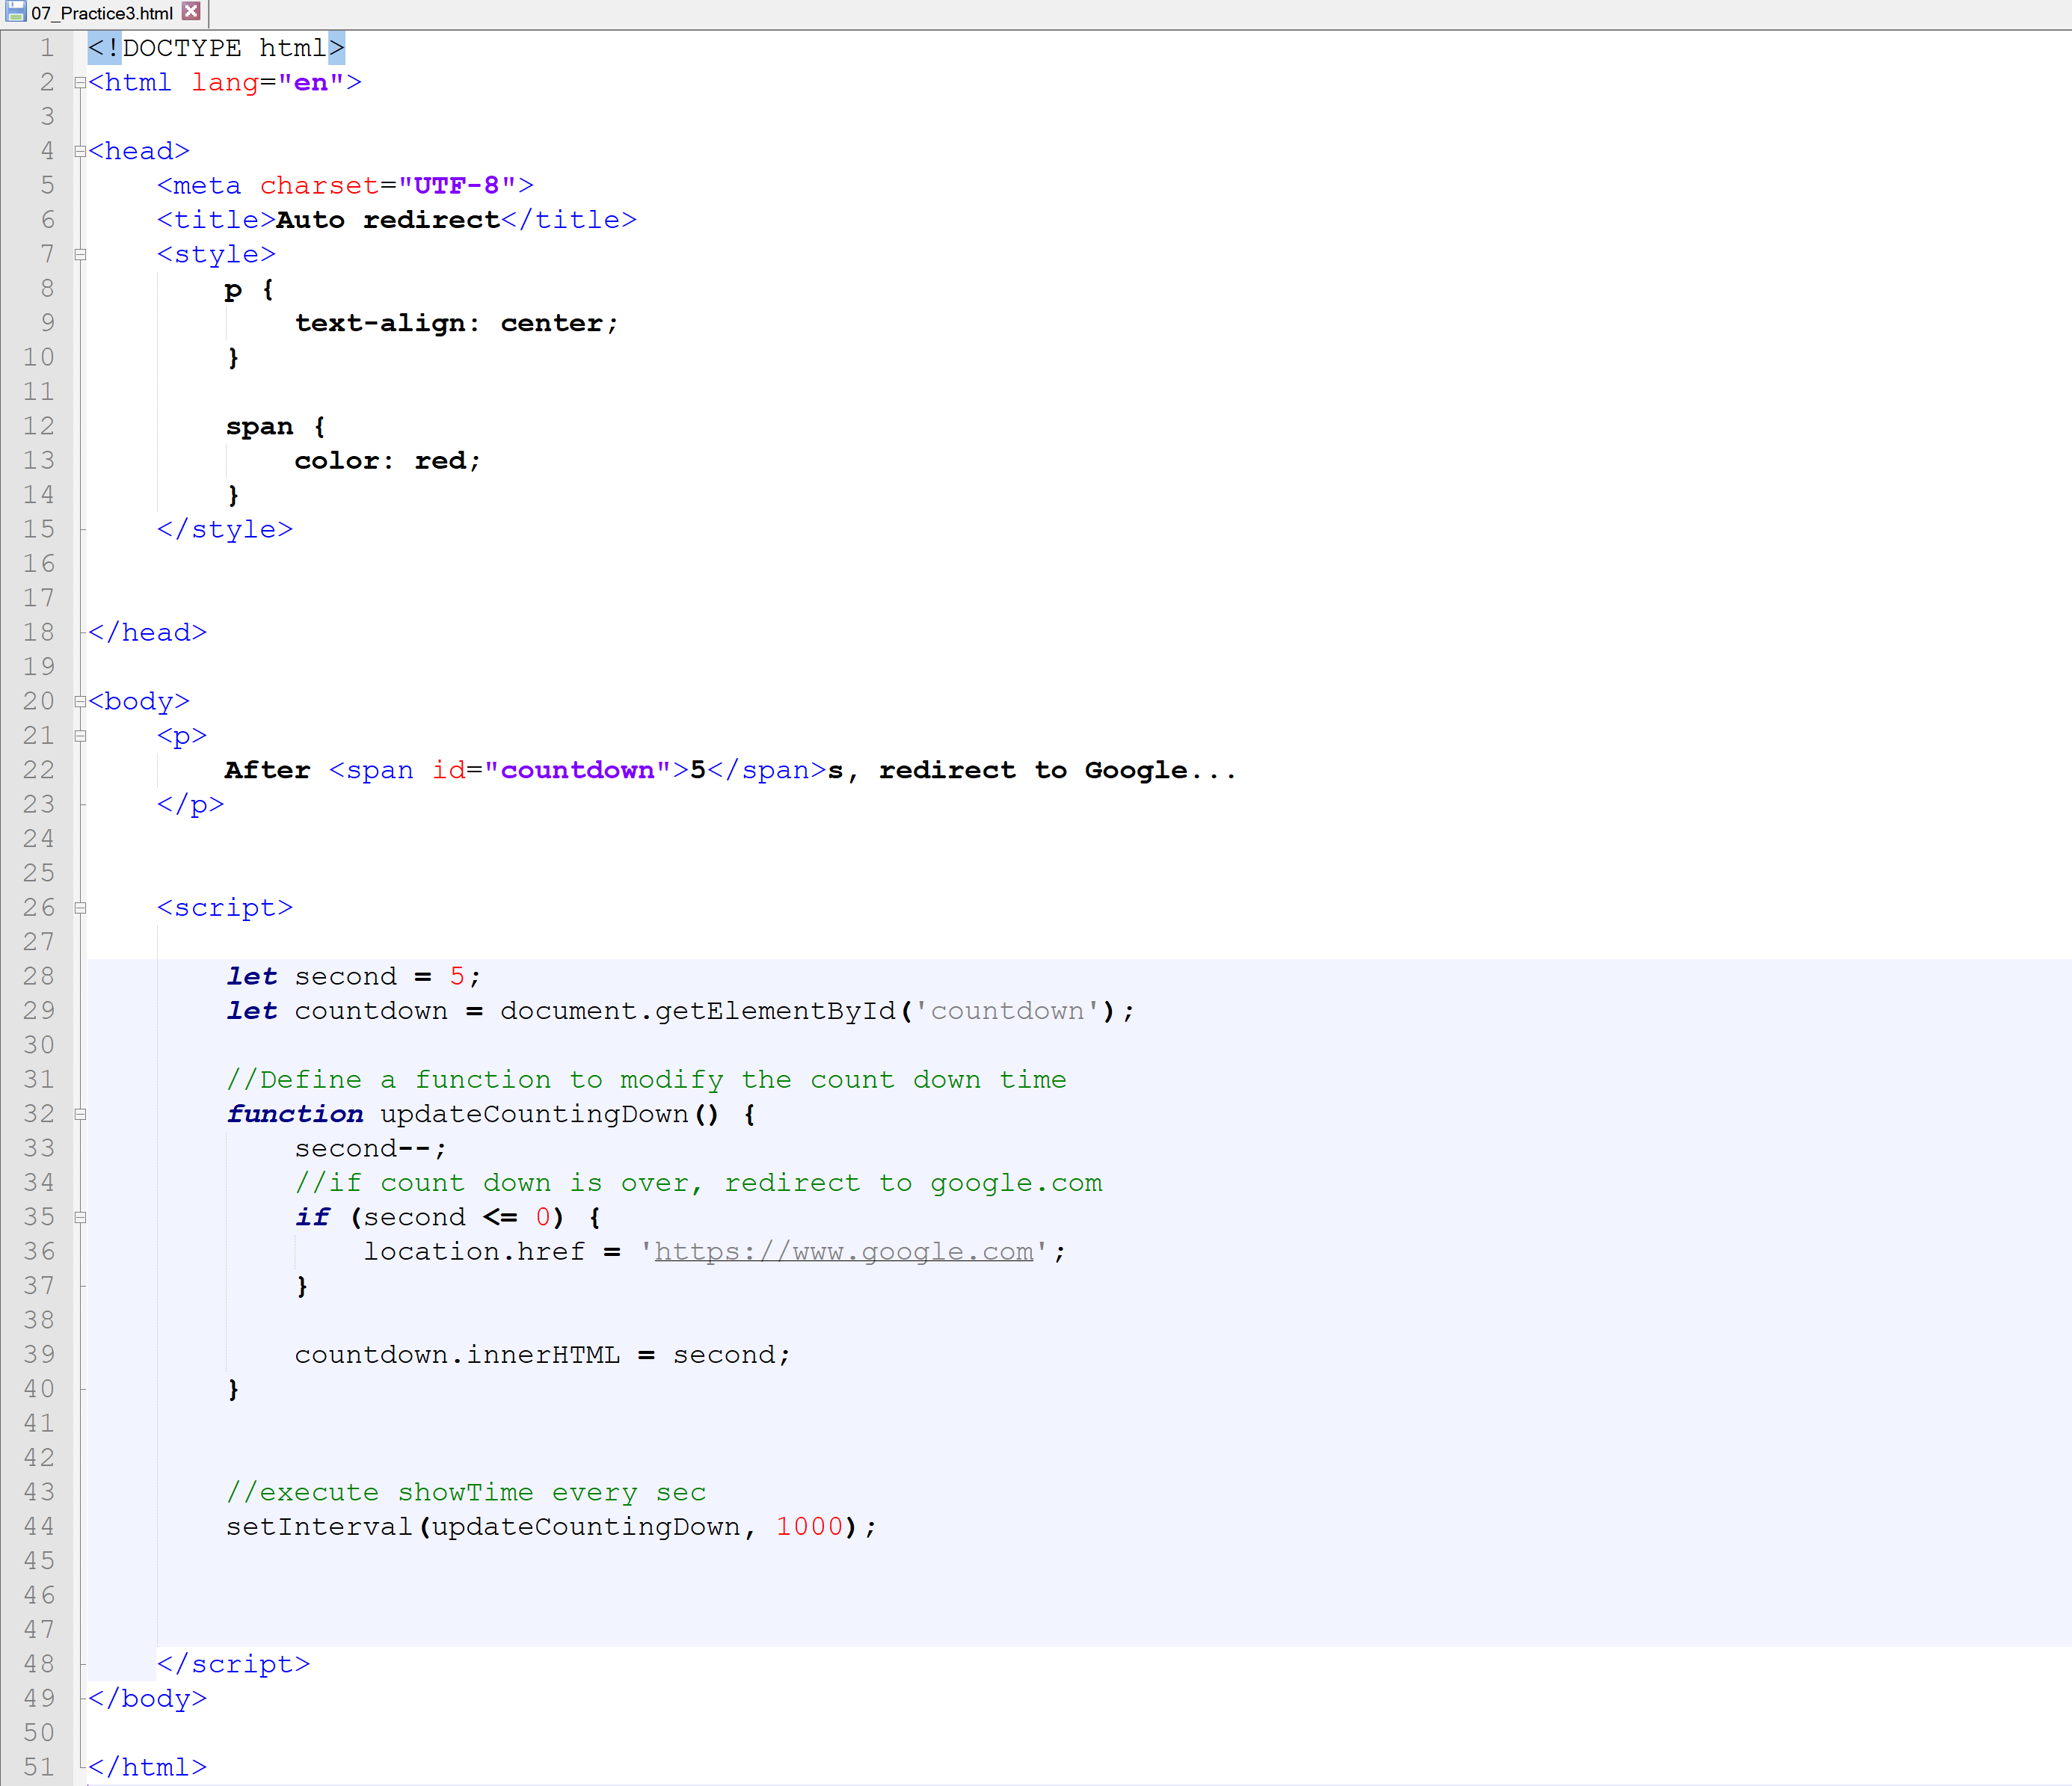 07_Practice3.html
1 <!DOCTYPE html>
2 <html lang="en">
3
4 <head>
5     <meta charset="UTF-8">
6     <title>Auto redirect</title>
7     <style>
8         p {
9             text-align: center;
10         }
11
12         span {
13             color: red;
14         }
15     </style>
16
17
18 </head>
19
20 <body>
21     <p>
22         After <span id="countdown">5</span>s, redirect to Google...
23     </p>
24
25
26     <script>
27
28         let second = 5;
29         let countdown = document.getElementById('countdown');
30
31         //Define a function to modify the count down time
32         function updateCountingDown() {
33             second--;
34             //if count down is over, redirect to google.com
35             if (second <= 0) {
36                 location.href = 'https://www.google.com';
37             }
38
39             countdown.innerHTML = second;
40         }
41
42
43         //execute showTime every sec
44         setInterval(updateCountingDown, 1000);
45
46
47
48     </script>
49 </body>
50
51 </html>